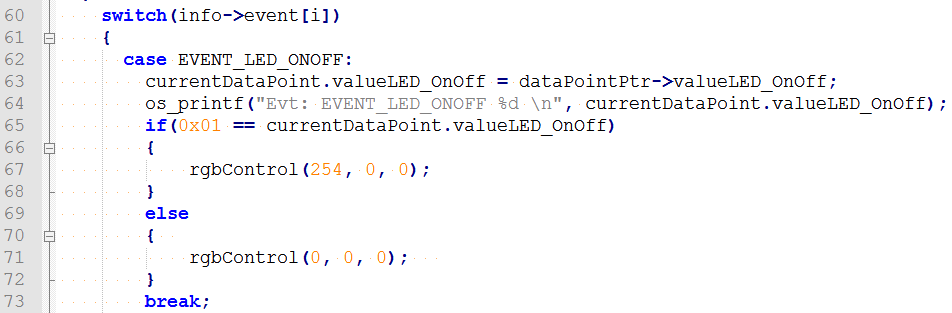 60 switch(info->event[i])
61 {
62 case EVENT_LED_ONOFF:
63 currentDataPoint.valueLED_OnOff = dataPointPtr->valueLED_OnOff;
64 os_printf("Evt: EVENT_LED_ONOFF %d \n", currentDataPoint.valueLED_OnOff);
65 if(0x01 == currentDataPoint.valueLED_OnOff)
66 {
67 rgbControl(254, 0, 0);
68 }
69 else
70 {
71 rgbControl(0, 0, 0);
72 }
73 break;